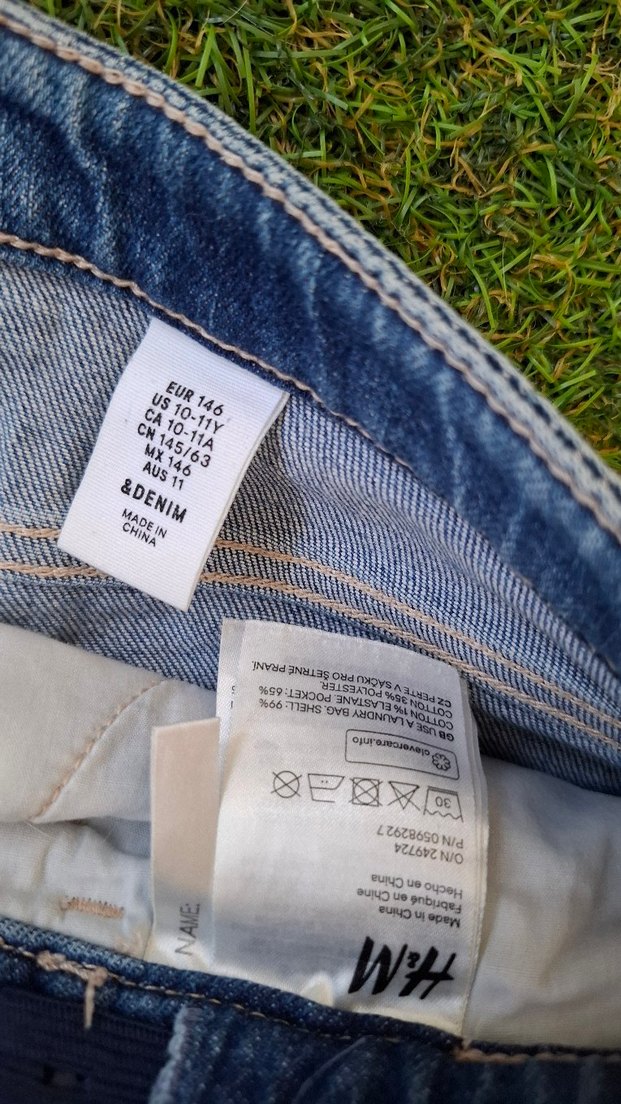 EUR 146
US 10-11Y
CA 10-11A
CN 145/63
MX 146
AUS 11
&DENIM
MADE IN
CHINA
H&M
Made in China
Fabriqué en Chine
Hecho en China
O/N 249724
P/N 05982927
30
clevercare.info
GB USE A LAUNDRY BAG. SHELL: 99%
COTTON 1% ELASTANE. POCKET: 65%
COTTON 35% POLYESTER.
CZ PERTE V SÁČKU PRO ŠETRNÉ PRANÍ.
NAME: